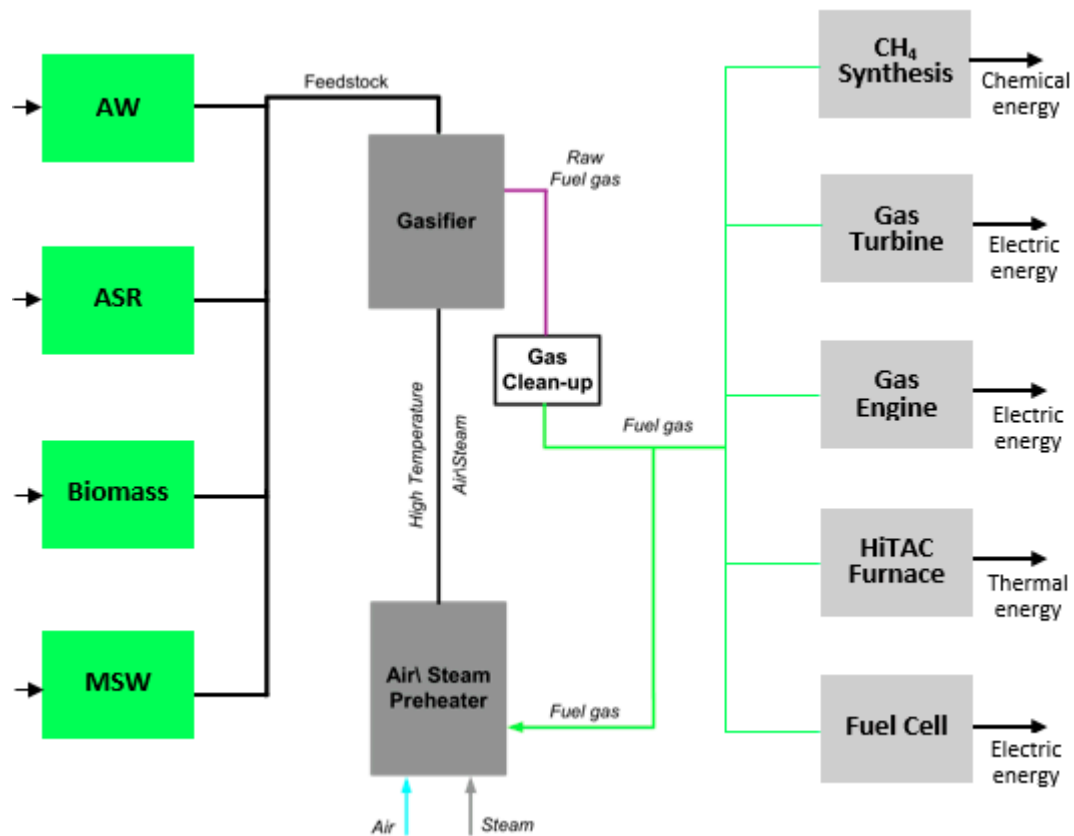 AW
ASR
Biomass
MSW
Feedstock
Gasifier
Raw
Fuel gas
Gas
Clean-up
High Temperature
Air\Steam
Air\ Steam
Preheater
Air
Steam
Fuel gas
Fuel gas
CH₄
Synthesis
Chemical
energy
Gas
Turbine
Electric
energy
Gas
Engine
Electric
energy
HiTAC
Furnace
Thermal
energy
Fuel Cell
Electric
energy